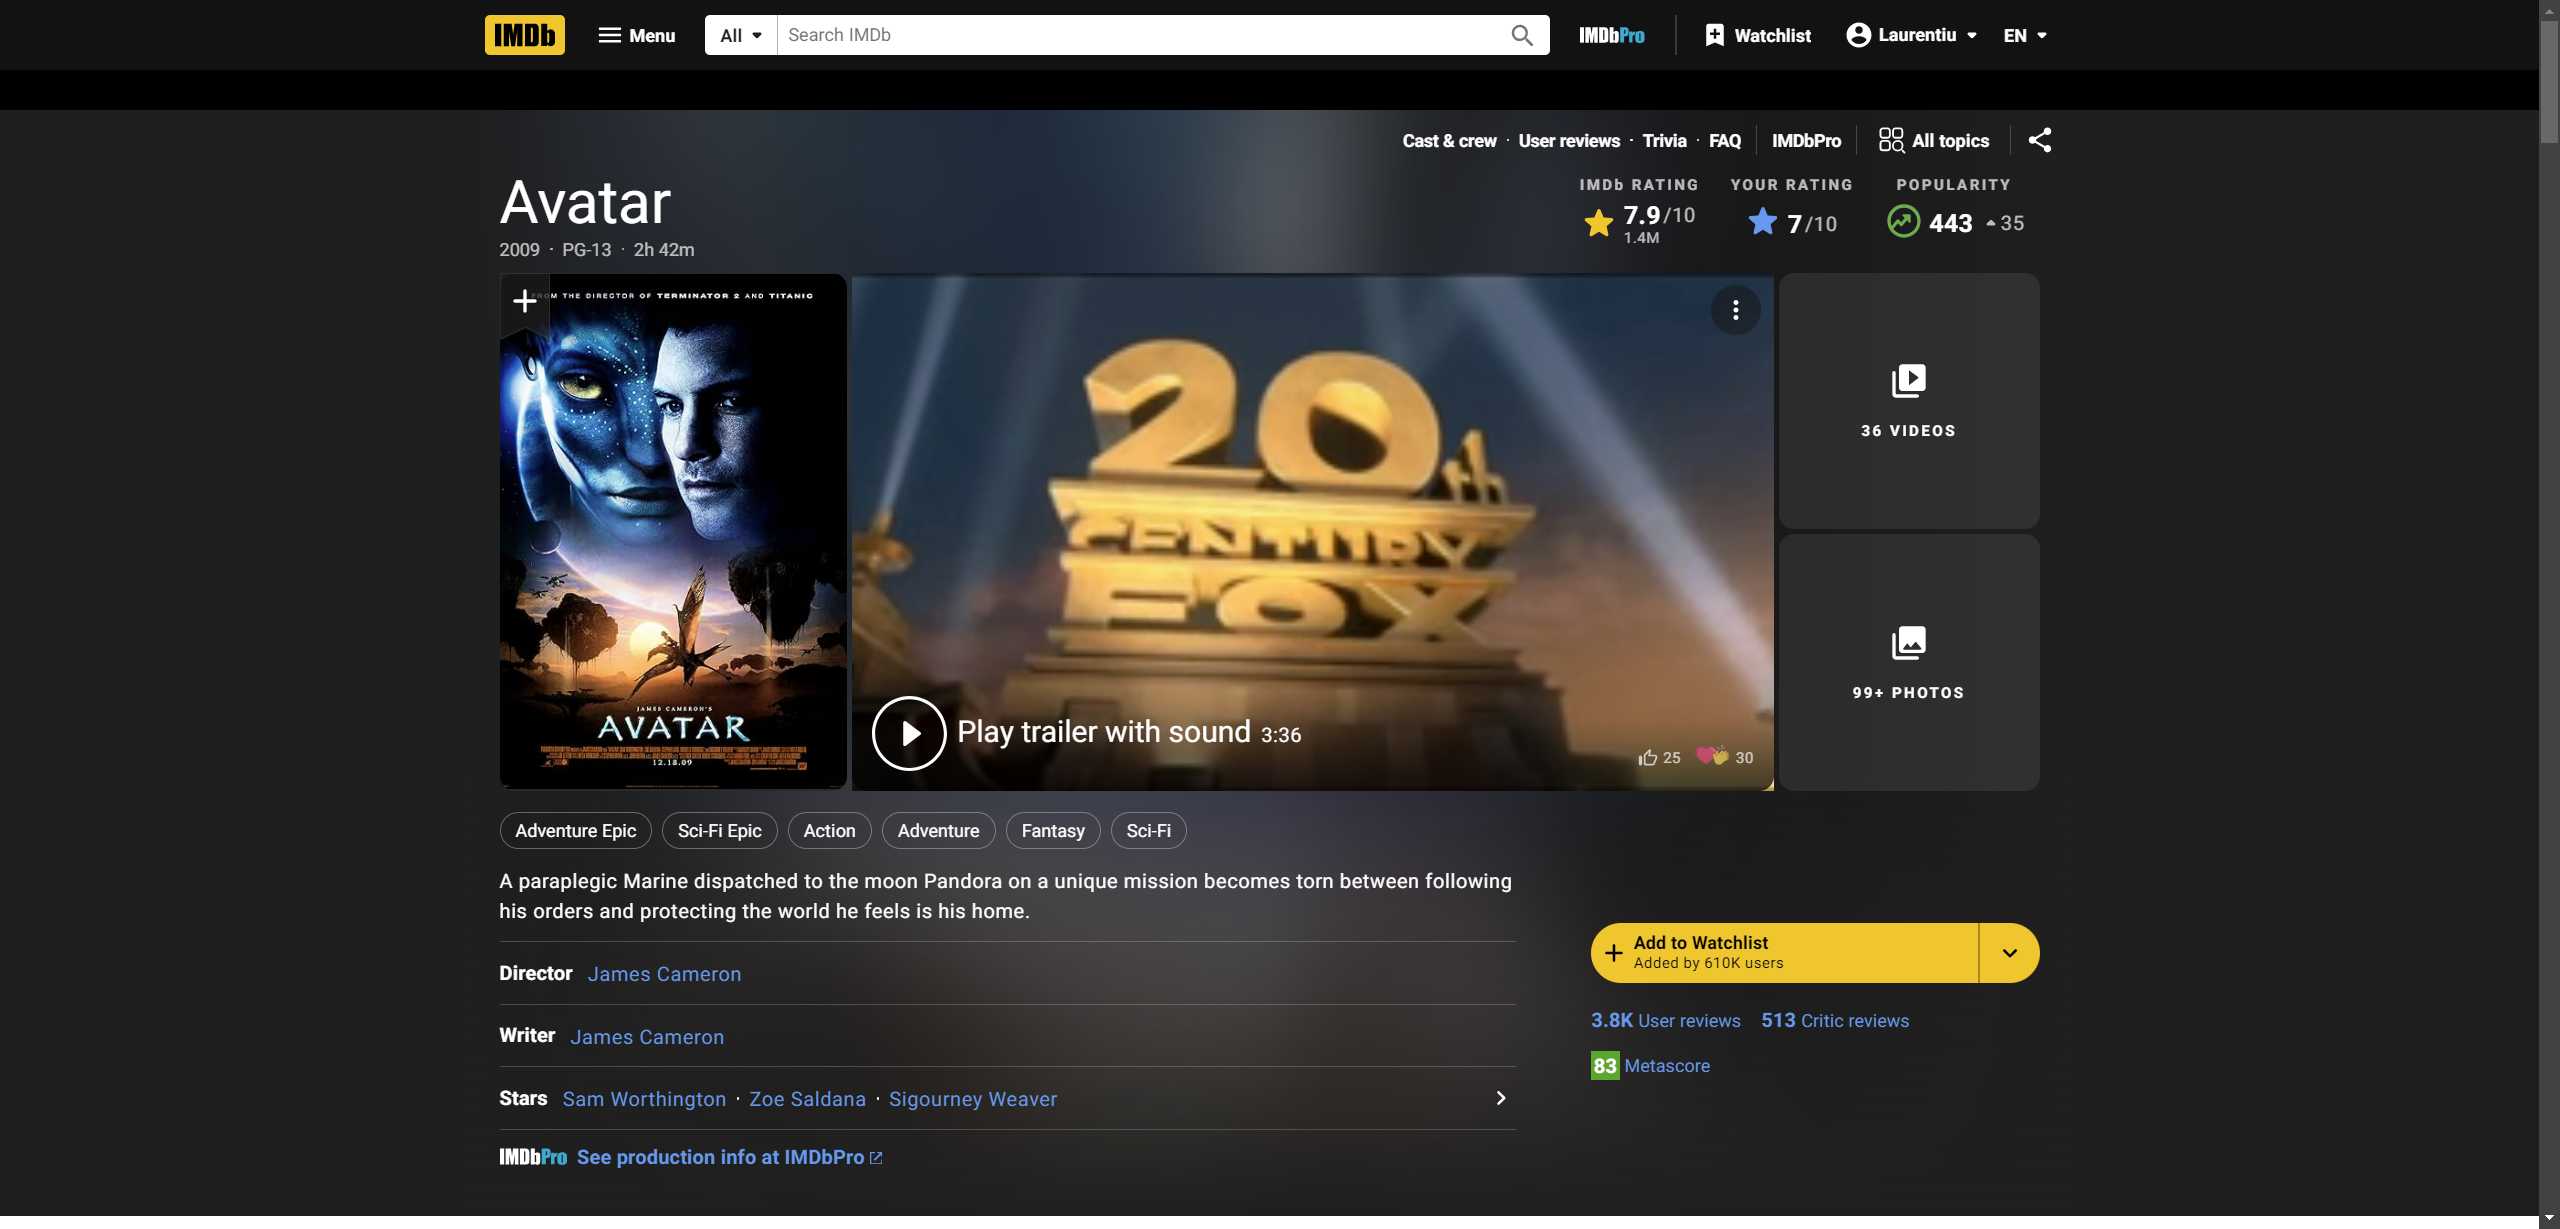 IMDb Menu All Search IMDb IMDbPro Watchlist Laurentiu EN
Cast & crew · User reviews · Trivia · FAQ IMDbPro All topics
Avatar
2009 · PG-13 · 2h 42m
IMDb RATING
7.9/10
1.4M
YOUR RATING
7/10
POPULARITY
443 35
FROM THE DIRECTOR OF TERMINATOR 2 AND TITANIC
JAMES CAMERON'S
AVATAR
12.18.09
20th
CENTURY
FOX
Play trailer with sound 3:36
25 30
36 VIDEOS
99+ PHOTOS
Adventure Epic Sci-Fi Epic Action Adventure Fantasy Sci-Fi
A paraplegic Marine dispatched to the moon Pandora on a unique mission becomes torn between following
his orders and protecting the world he feels is his home.
Director James Cameron
Writer James Cameron
Stars Sam Worthington · Zoe Saldana · Sigourney Weaver
IMDbPro See production info at IMDbPro
Add to Watchlist
Added by 610K users
3.8K User reviews 513 Critic reviews
83 Metascore